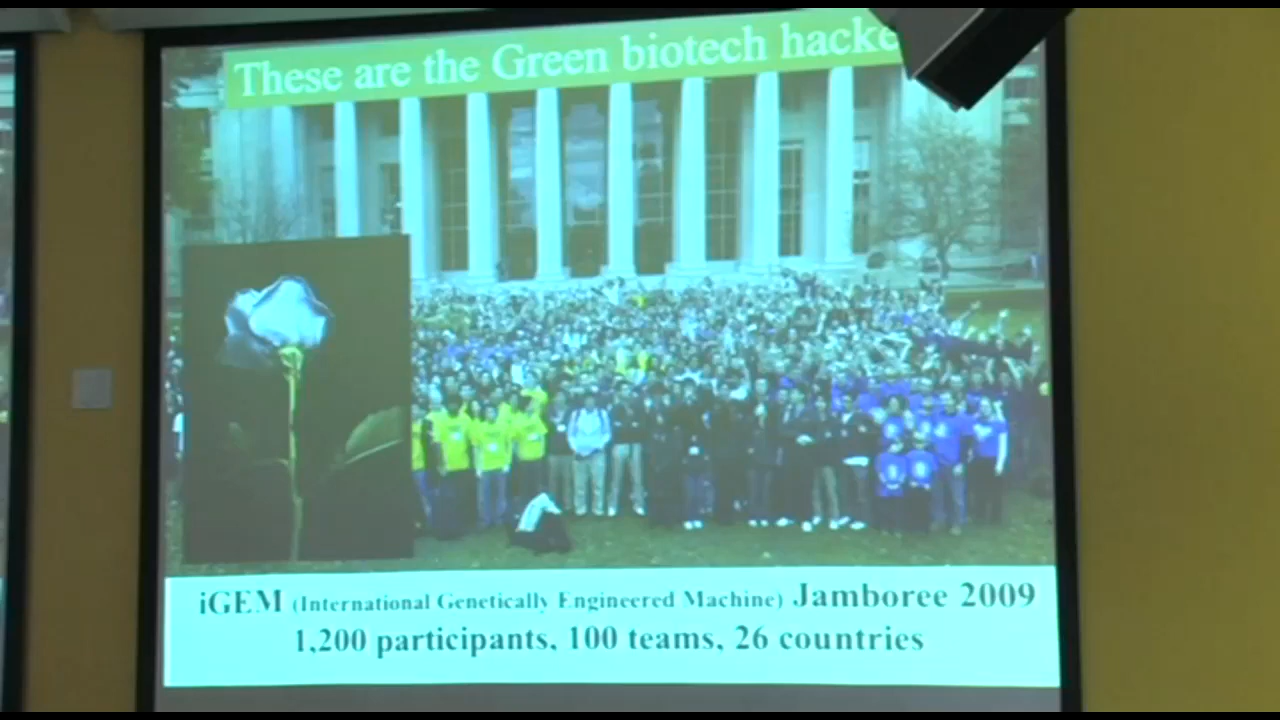 These are the Green biotech hacke
iGEM (International Genetically Engineered Machine) Jamboree 2009
1,200 participants, 100 teams, 26 countries